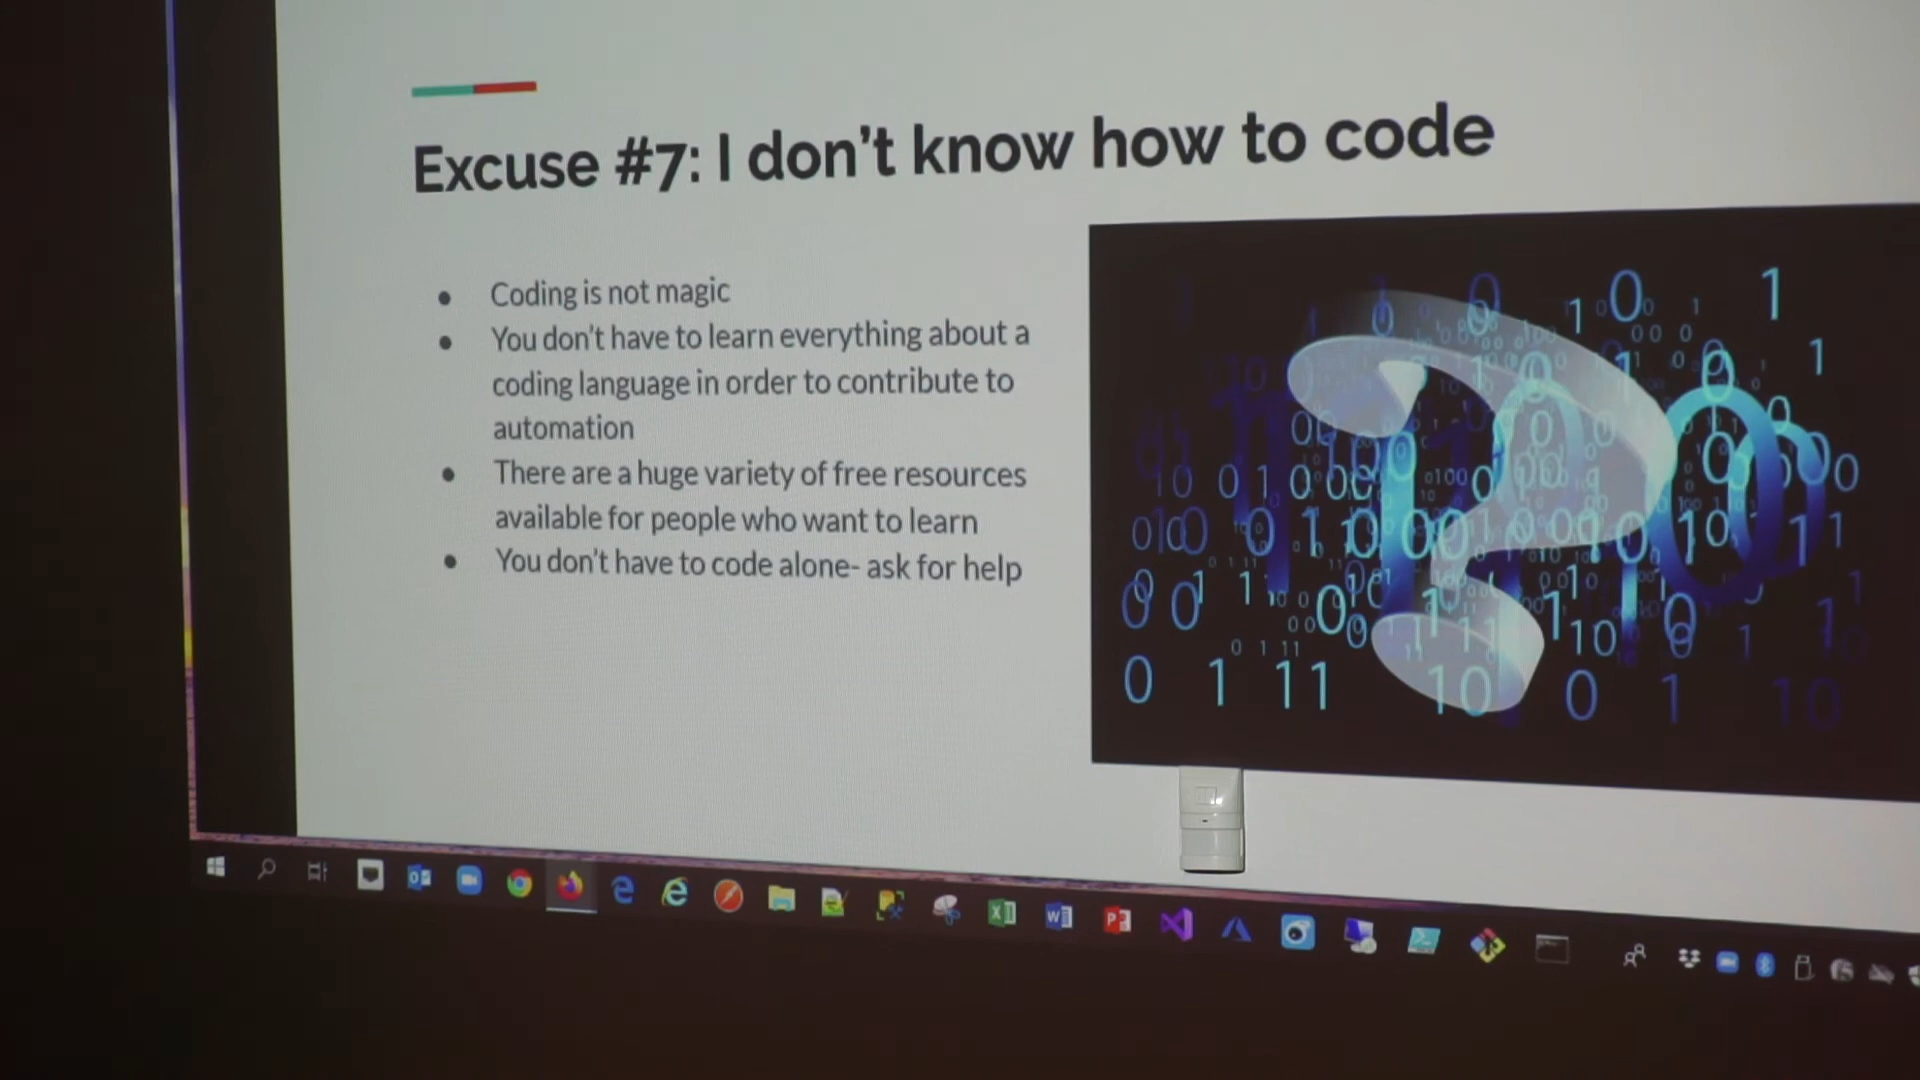 Excuse #7: I don't know how to code
● Coding is not magic
● You don't have to learn everything about a
coding language in order to contribute to
automation
● There are a huge variety of free resources
available for people who want to learn
● You don't have to code alone- ask for help